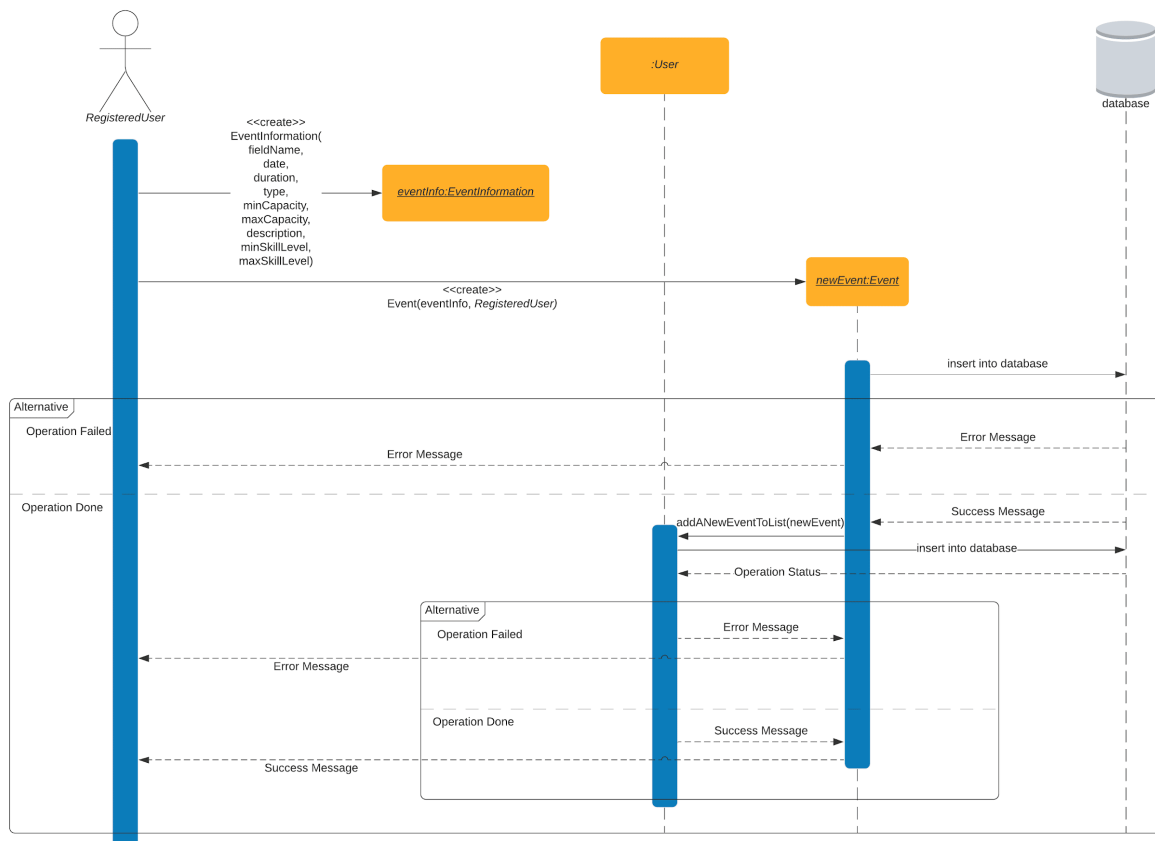 :User
database
RegisteredUser
<<create>>
EventInformation(
fieldName,
date,
duration,
type,
minCapacity,
maxCapacity,
description,
minSkillLevel,
maxSkillLevel)
eventInfo:EventInformation
newEvent:Event
<<create>>
Event(eventInfo, RegisteredUser)
insert into database
Alternative
Operation Failed
Error Message
Error Message
Operation Done
Success Message
addANewEventToList(newEvent)
insert into database
Operation Status
Alternative
Operation Failed
Error Message
Error Message
Operation Done
Success Message
Success Message